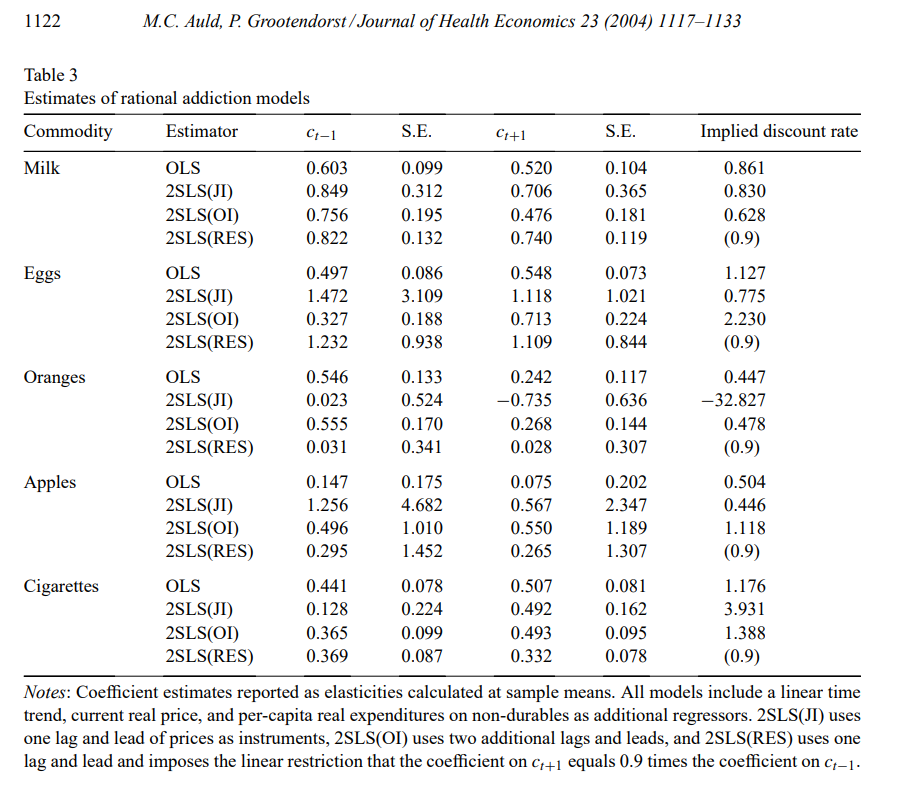 1122 M.C. Auld, P. Grootendorst / Journal of Health Economics 23 (2004) 1117–1133
Table 3
Estimates of rational addiction models
Commodity Estimator cₜ₋₁ S.E. cₜ₊₁ S.E. Implied discount rate
Milk OLS 0.603 0.099 0.520 0.104 0.861
2SLS(JI) 0.849 0.312 0.706 0.365 0.830
2SLS(OI) 0.756 0.195 0.476 0.181 0.628
2SLS(RES) 0.822 0.132 0.740 0.119 (0.9)
Eggs OLS 0.497 0.086 0.548 0.073 1.127
2SLS(JI) 1.472 3.109 1.118 1.021 0.775
2SLS(OI) 0.327 0.188 0.713 0.224 2.230
2SLS(RES) 1.232 0.938 1.109 0.844 (0.9)
Oranges OLS 0.546 0.133 0.242 0.117 0.447
2SLS(JI) 0.023 0.524 −0.735 0.636 −32.827
2SLS(OI) 0.555 0.170 0.268 0.144 0.478
2SLS(RES) 0.031 0.341 0.028 0.307 (0.9)
Apples OLS 0.147 0.175 0.075 0.202 0.504
2SLS(JI) 1.256 4.682 0.567 2.347 0.446
2SLS(OI) 0.496 1.010 0.550 1.189 1.118
2SLS(RES) 0.295 1.452 0.265 1.307 (0.9)
Cigarettes OLS 0.441 0.078 0.507 0.081 1.176
2SLS(JI) 0.128 0.224 0.492 0.162 3.931
2SLS(OI) 0.365 0.099 0.493 0.095 1.388
2SLS(RES) 0.369 0.087 0.332 0.078 (0.9)
Notes: Coefficient estimates reported as elasticities calculated at sample means. All models include a linear time
trend, current real price, and per-capita real expenditures on non-durables as additional regressors. 2SLS(JI) uses
one lag and lead of prices as instruments, 2SLS(OI) uses two additional lags and leads, and 2SLS(RES) uses one
lag and lead and imposes the linear restriction that the coefficient on cₜ₊₁ equals 0.9 times the coefficient on cₜ₋₁.